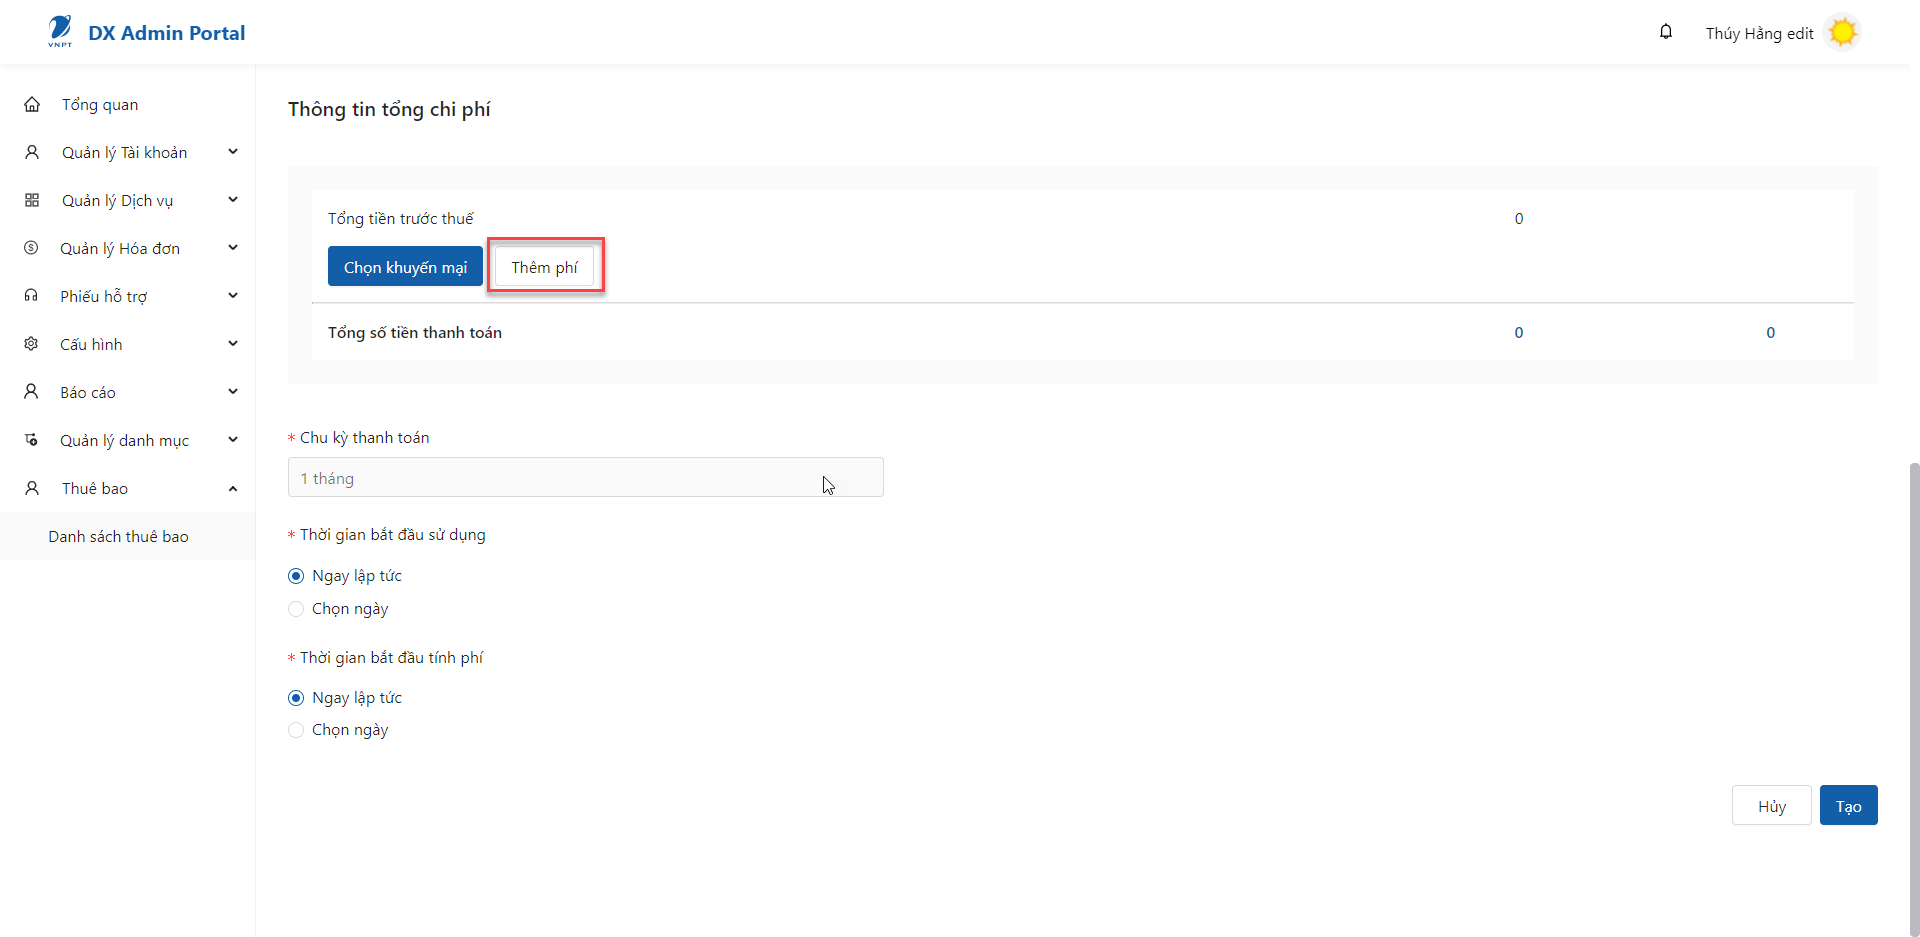 VNPT
DX Admin Portal
Thúy Hằng edit
Tổng quan
Quản lý Tài khoản
Quản lý Dịch vụ
Quản lý Hóa đơn
Phiếu hỗ trợ
Cấu hình
Báo cáo
Quản lý danh mục
Thuê bao
Danh sách thuê bao
Thông tin tổng chi phí
Tổng tiền trước thuế 0
Chọn khuyến mại Thêm phí
Tổng số tiền thanh toán 0 0
* Chu kỳ thanh toán
1 tháng
* Thời gian bắt đầu sử dụng
Ngay lập tức
Chọn ngày
* Thời gian bắt đầu tính phí
Ngay lập tức
Chọn ngày
Hủy Tạo